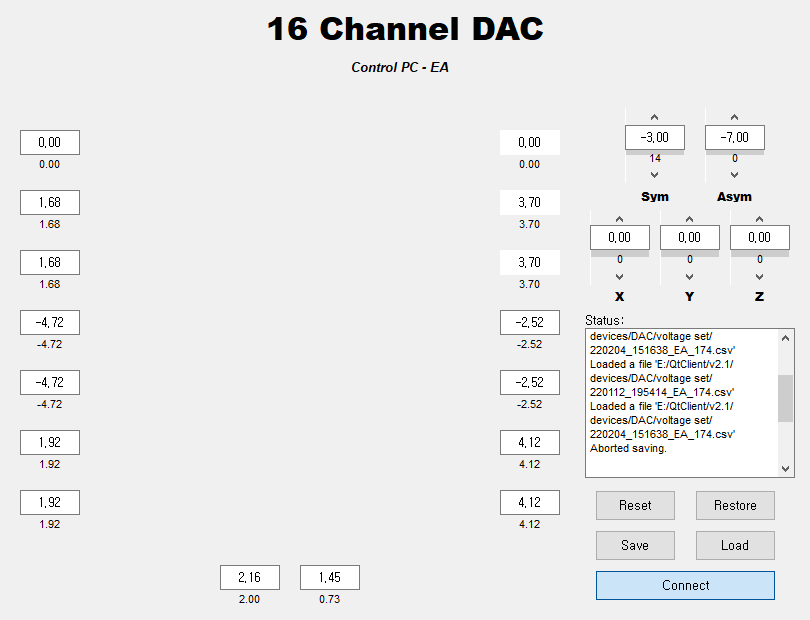 16 Channel DAC
Control PC - EA
0,00
0.00
1,68
1.68
1,68
1.68
-4,72
-4.72
-4,72
-4.72
1,92
1.92
1,92
1.92
2,16
2.00
1,45
0.73
0,00
0.00
3,70
3.70
3,70
3.70
-2,52
-2.52
-2,52
-2.52
4,12
4.12
4,12
4.12
-3,00
14
Sym
-7,00
0
Asym
0,00
0
X
0,00
0
Y
0,00
0
Z
Status:
devices/DAC/voltage set/
220204_151638_EA_174.csv'
Loaded a file 'E:/QtClient/v2.1/
devices/DAC/voltage set/
220112_195414_EA_174.csv'
Loaded a file 'E:/QtClient/v2.1/
devices/DAC/voltage set/
220204_151638_EA_174.csv'
Aborted saving.
Reset
Restore
Save
Load
Connect